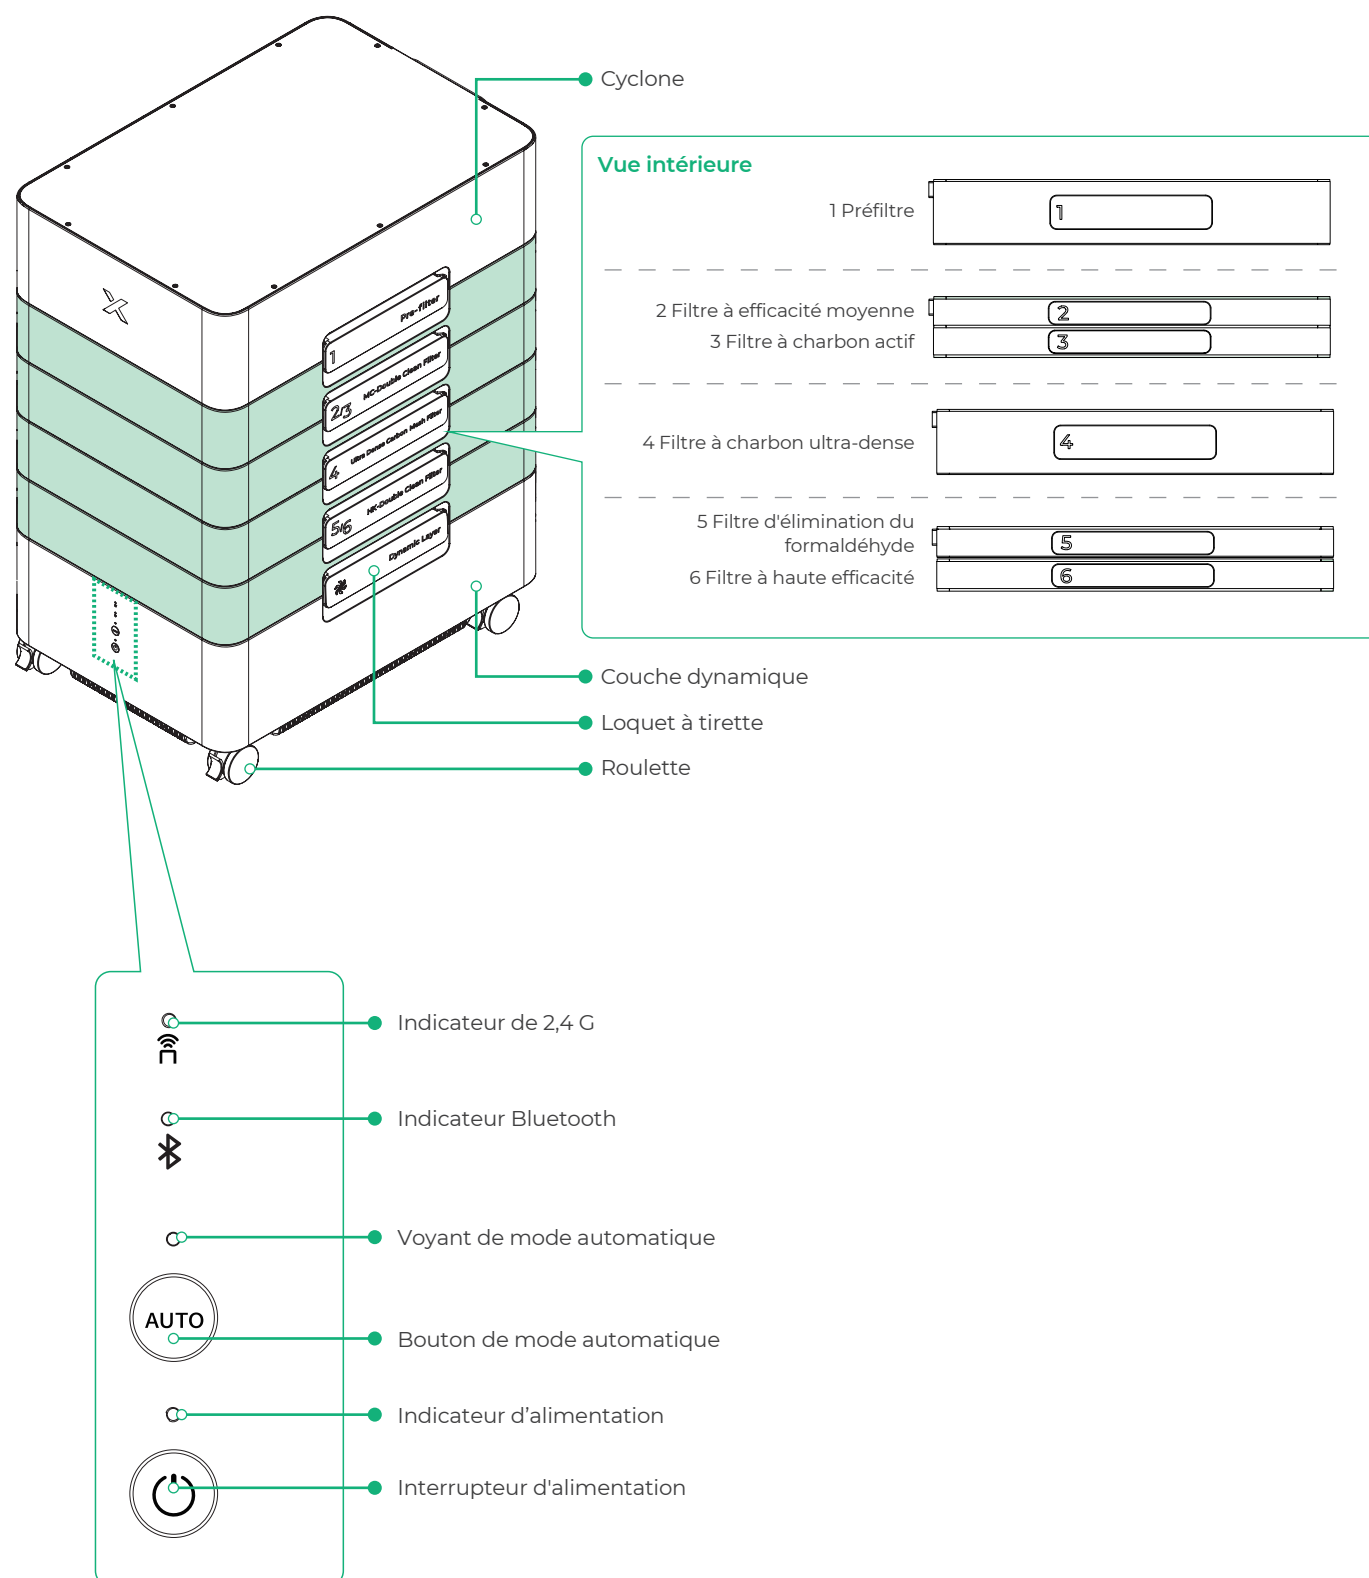 Cyclone
Vue intérieure
1 Préfiltre
1
2 Filtre à efficacité moyenne
2
3 Filtre à charbon actif
3
4 Filtre à charbon ultra-dense
4
5 Filtre d'élimination du
formaldéhyde
5
6 Filtre à haute efficacité
6
1 Pre-filter
2/3 MC-Double Clean Filter
4 Ultra Dense Carbon Mesh Filter
5/6 HK-Double Clean Filter
Dynamic Layer
Couche dynamique
Loquet à tirette
Roulette
Indicateur de 2,4 G
Indicateur Bluetooth
Voyant de mode automatique
AUTO
Bouton de mode automatique
Indicateur d’alimentation
Interrupteur d'alimentation